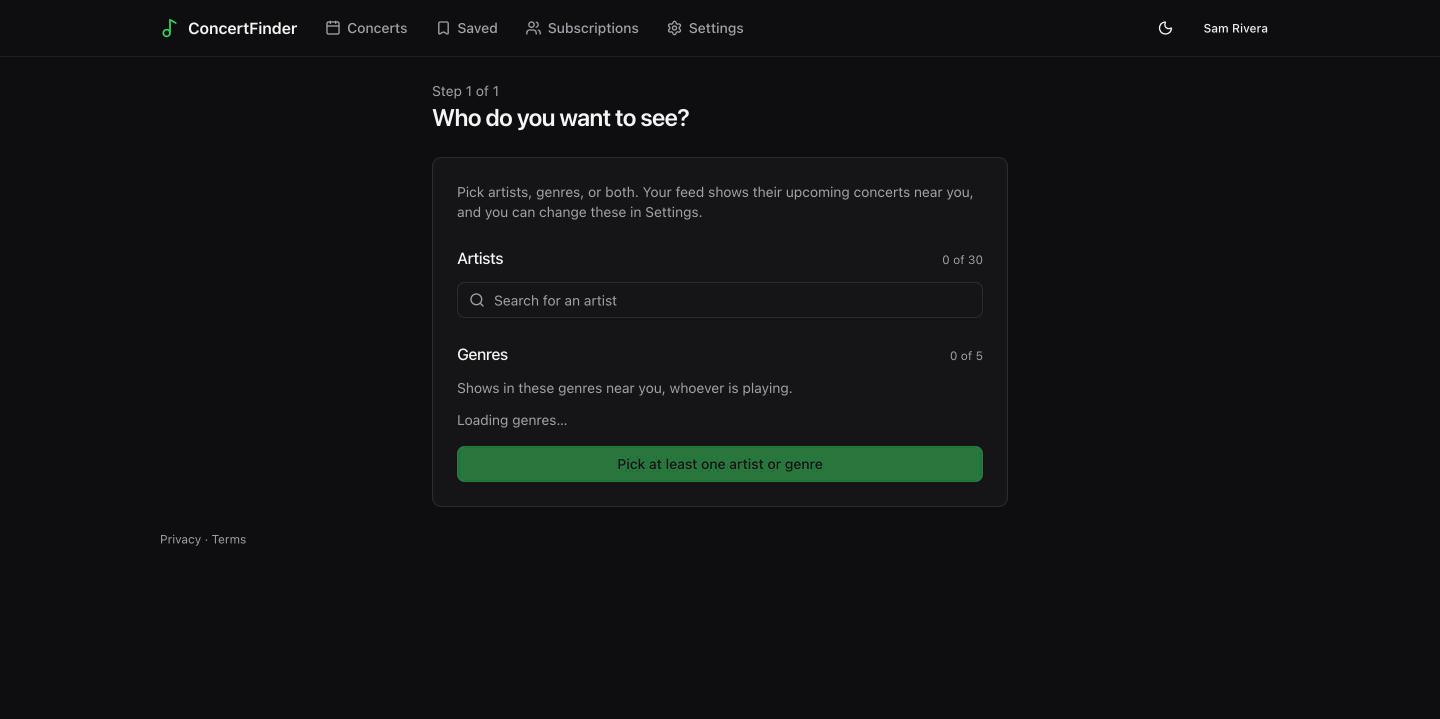 ConcertFinder
Concerts
Saved
Subscriptions
Settings
Sam Rivera
Step 1 of 1
Who do you want to see?
Pick artists, genres, or both. Your feed shows their upcoming concerts near you,
and you can change these in Settings.
Artists
0 of 30
Search for an artist
Genres
0 of 5
Shows in these genres near you, whoever is playing.
Loading genres...
Pick at least one artist or genre
Privacy · Terms